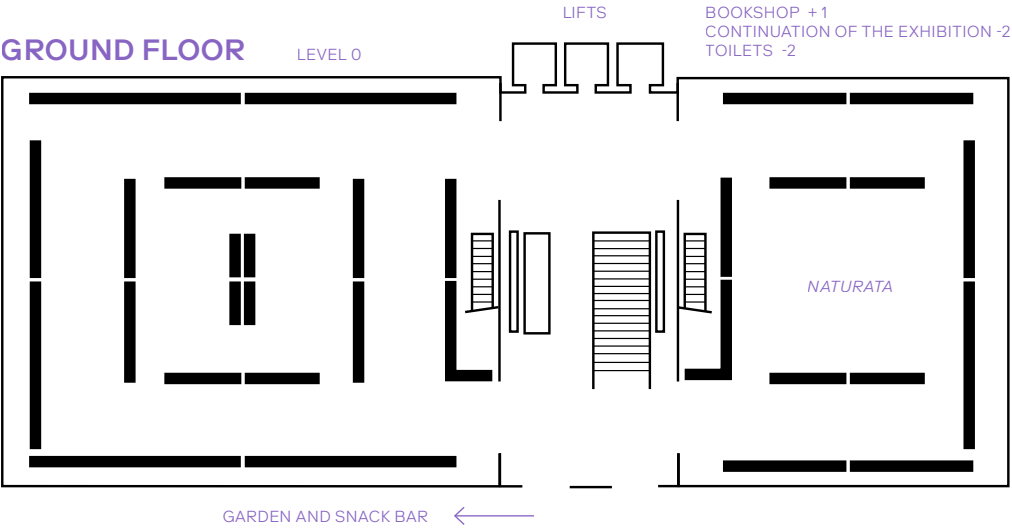 LIFTS
BOOKSHOP +1
CONTINUATION OF THE EXHIBITION -2
TOILETS -2
GROUND FLOOR
LEVEL 0
NATURATA
GARDEN AND SNACK BAR